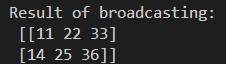 Result of broadcasting:
 [[11 22 33]
 [14 25 36]]